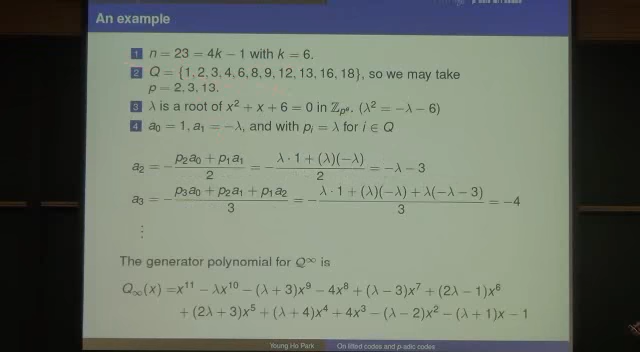 An example
1 n = 23 = 4k − 1 with k = 6.
2 Q = {1, 2, 3, 4, 6, 8, 9, 12, 13, 16, 18}, so we may take
p = 2, 3, 13.
3 λ is a root of x² + x + 6 = 0 in ℤ_{pᵉ}. (λ² = −λ − 6)
4 a₀ = 1, a₁ = −λ, and with pᵢ = λ for i ∈ Q
a₂ = −(p₂a₀ + p₁a₁)/2 = −(λ · 1 + (λ)(−λ))/2 = −λ − 3
a₃ = −(p₃a₀ + p₂a₁ + p₁a₂)/3 = −(λ · 1 + (λ)(−λ) + λ(−λ − 3))/3 = −4
⋮
The generator polynomial for Q^∞ is
Q_∞(x) = x¹¹ − λx¹⁰ − (λ + 3)x⁹ − 4x⁸ + (λ − 3)x⁷ + (2λ − 1)x⁶
+ (2λ + 3)x⁵ + (λ + 4)x⁴ + 4x³ − (λ − 2)x² − (λ + 1)x − 1
Young Ho Park On lifted codes and p-adic codes